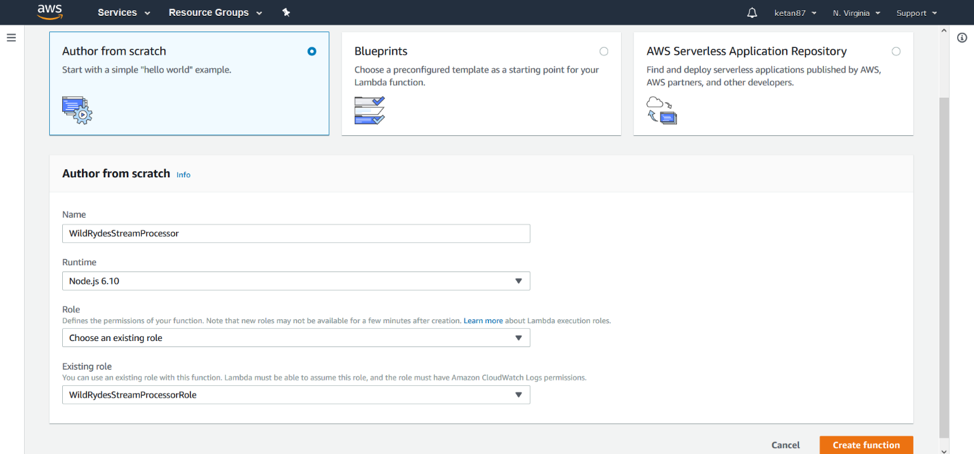 aws
Services
Resource Groups
ketan87
N. Virginia
Support
Author from scratch
Start with a simple "hello world" example.
Blueprints
Choose a preconfigured template as a starting point for your
Lambda function.
AWS Serverless Application Repository
Find and deploy serverless applications published by AWS,
AWS partners, and other developers.
Author from scratch Info
Name
WildRydesStreamProcessor
Runtime
Node.js 6.10
Role
Defines the permissions of your function. Note that new roles may not be available for a few minutes after creation. Learn more about Lambda execution roles.
Choose an existing role
Existing role
You can use an existing role with this function. Lambda must be able to assume this role, and the role must have Amazon CloudWatch Logs permissions.
WildRydesStreamProcessorRole
Cancel
Create function